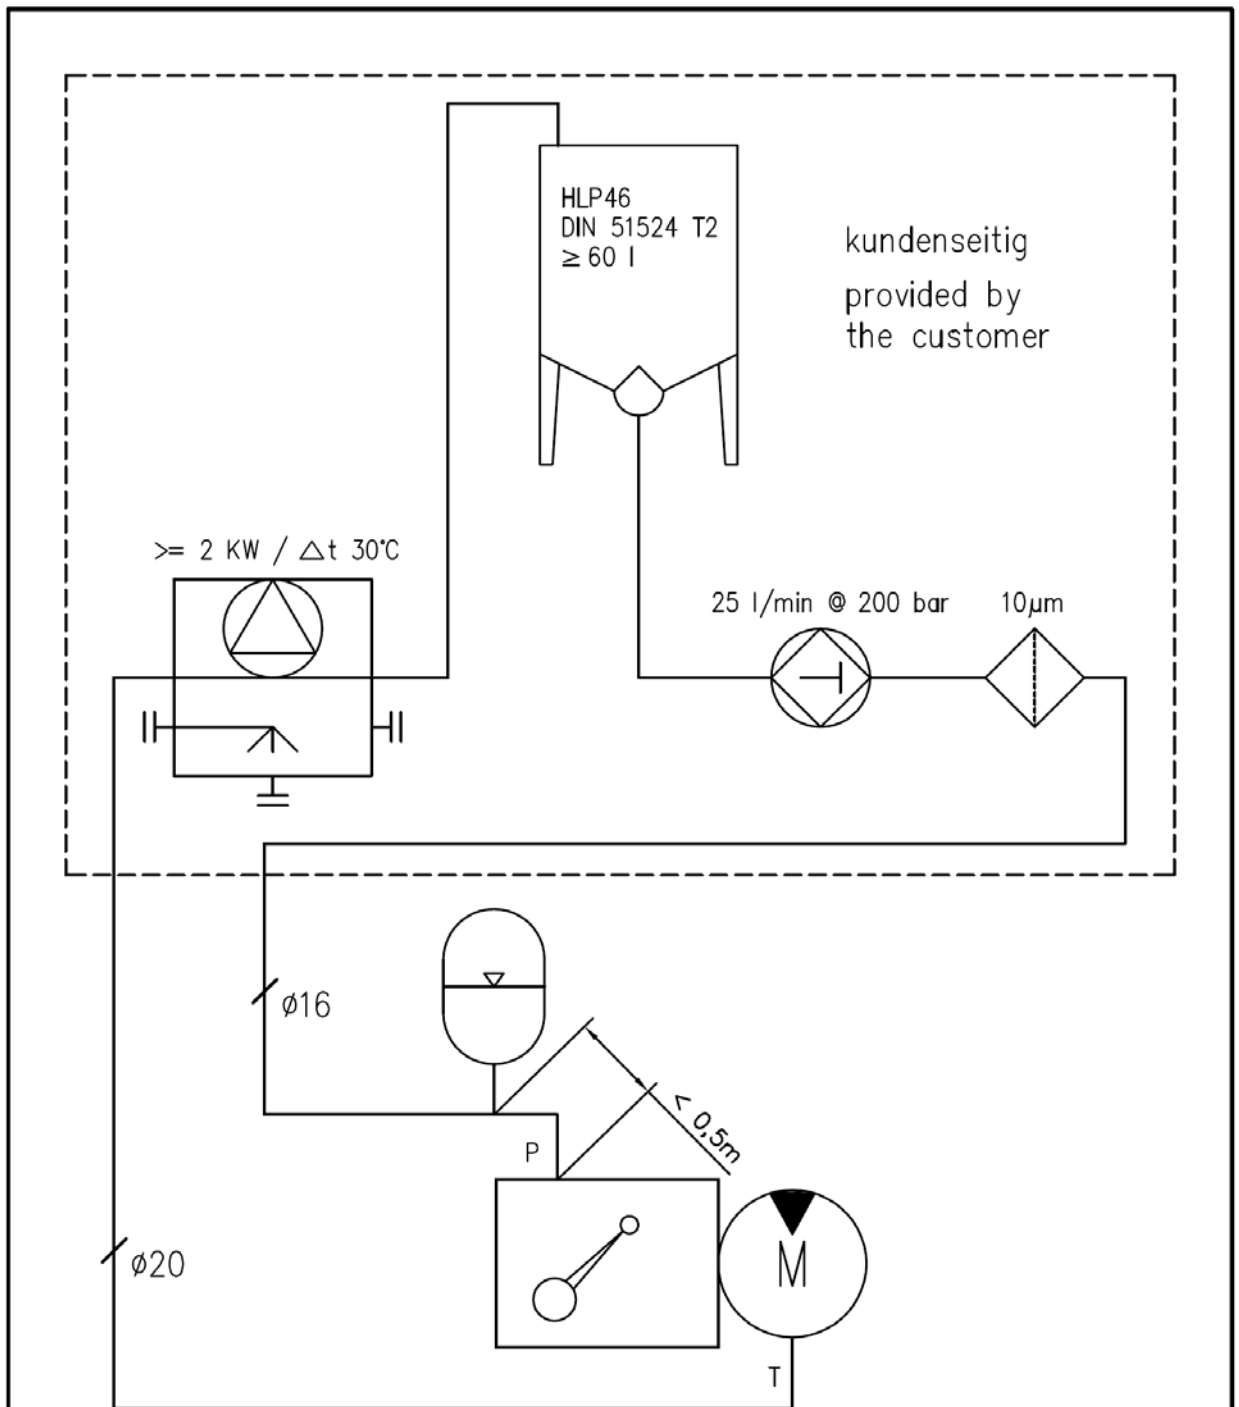 HLP46
DIN 51524 T2
≥ 60 l
kundenseitig
provided by
the customer
>= 2 KW / △t 30°C
25 l/min @ 200 bar
10µm
ø16
< 0,5m
P
ø20
M
T